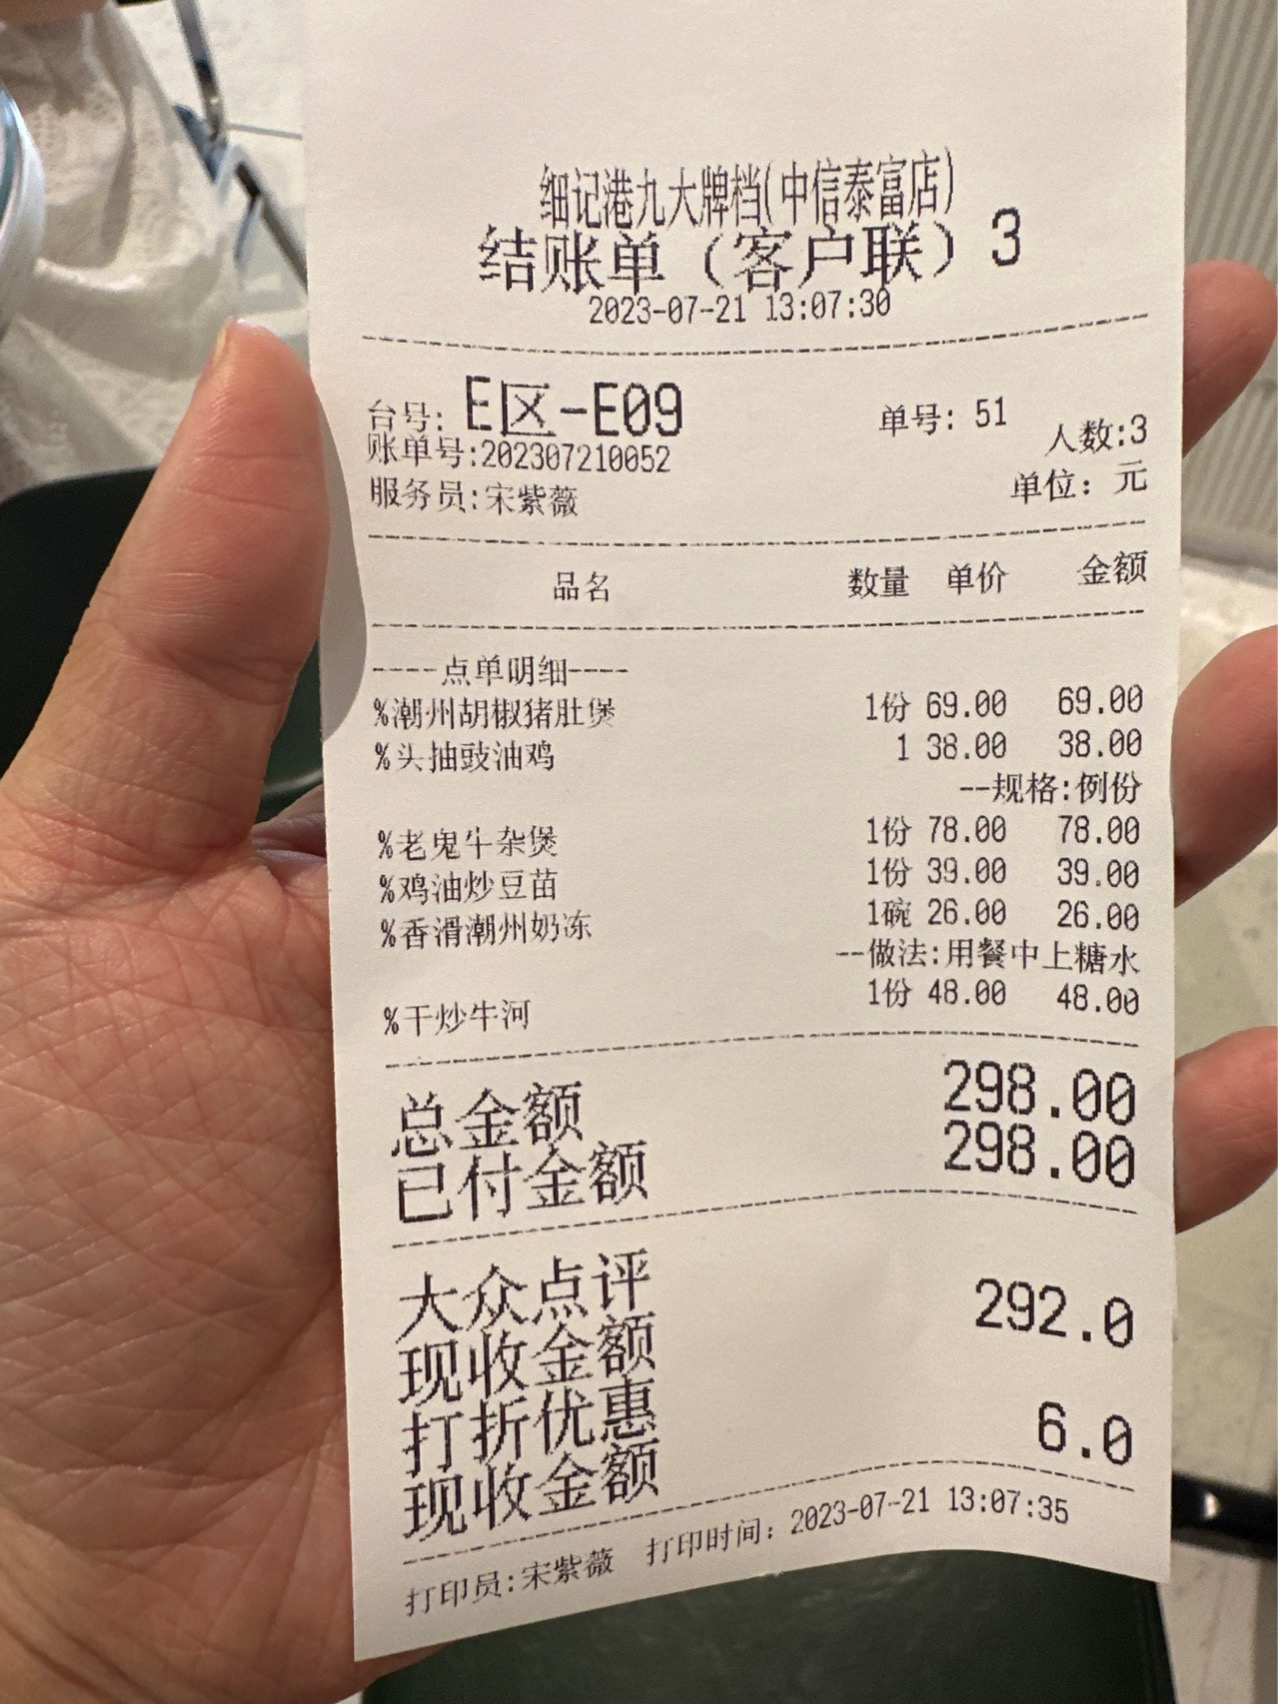 细记港九大牌档(中信泰富店)
结账单（客户联）3
2023-07-21 13:07:30
台号: E区-E09 单号: 51
账单号:202307210052 人数:3
服务员:宋紫薇 单位: 元
品名 数量 单价 金额
----点单明细----
%潮州胡椒猪肚煲 1份 69.00 69.00
%头抽豉油鸡 1 38.00 38.00
--规格:例份
%老鬼牛杂煲 1份 78.00 78.00
%鸡油炒豆苗 1份 39.00 39.00
%香滑潮州奶冻 1碗 26.00 26.00
--做法:用餐中上糖水
%干炒牛河 1份 48.00 48.00
总金额 298.00
已付金额 298.00
大众点评
现收金额 292.0
打折优惠
现收金额 6.0
打印员:宋紫薇 打印时间: 2023-07-21 13:07:35